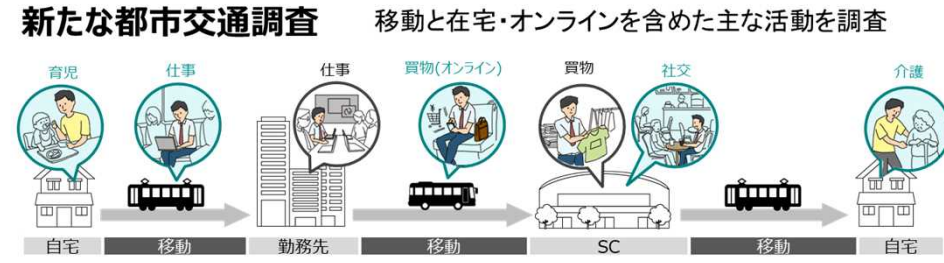 新たな都市交通調査
移動と在宅・オンラインを含めた主な活動を調査
育児
仕事
仕事
買物(オンライン)
買物
社交
介護
自宅
移動
勤務先
移動
SC
移動
自宅